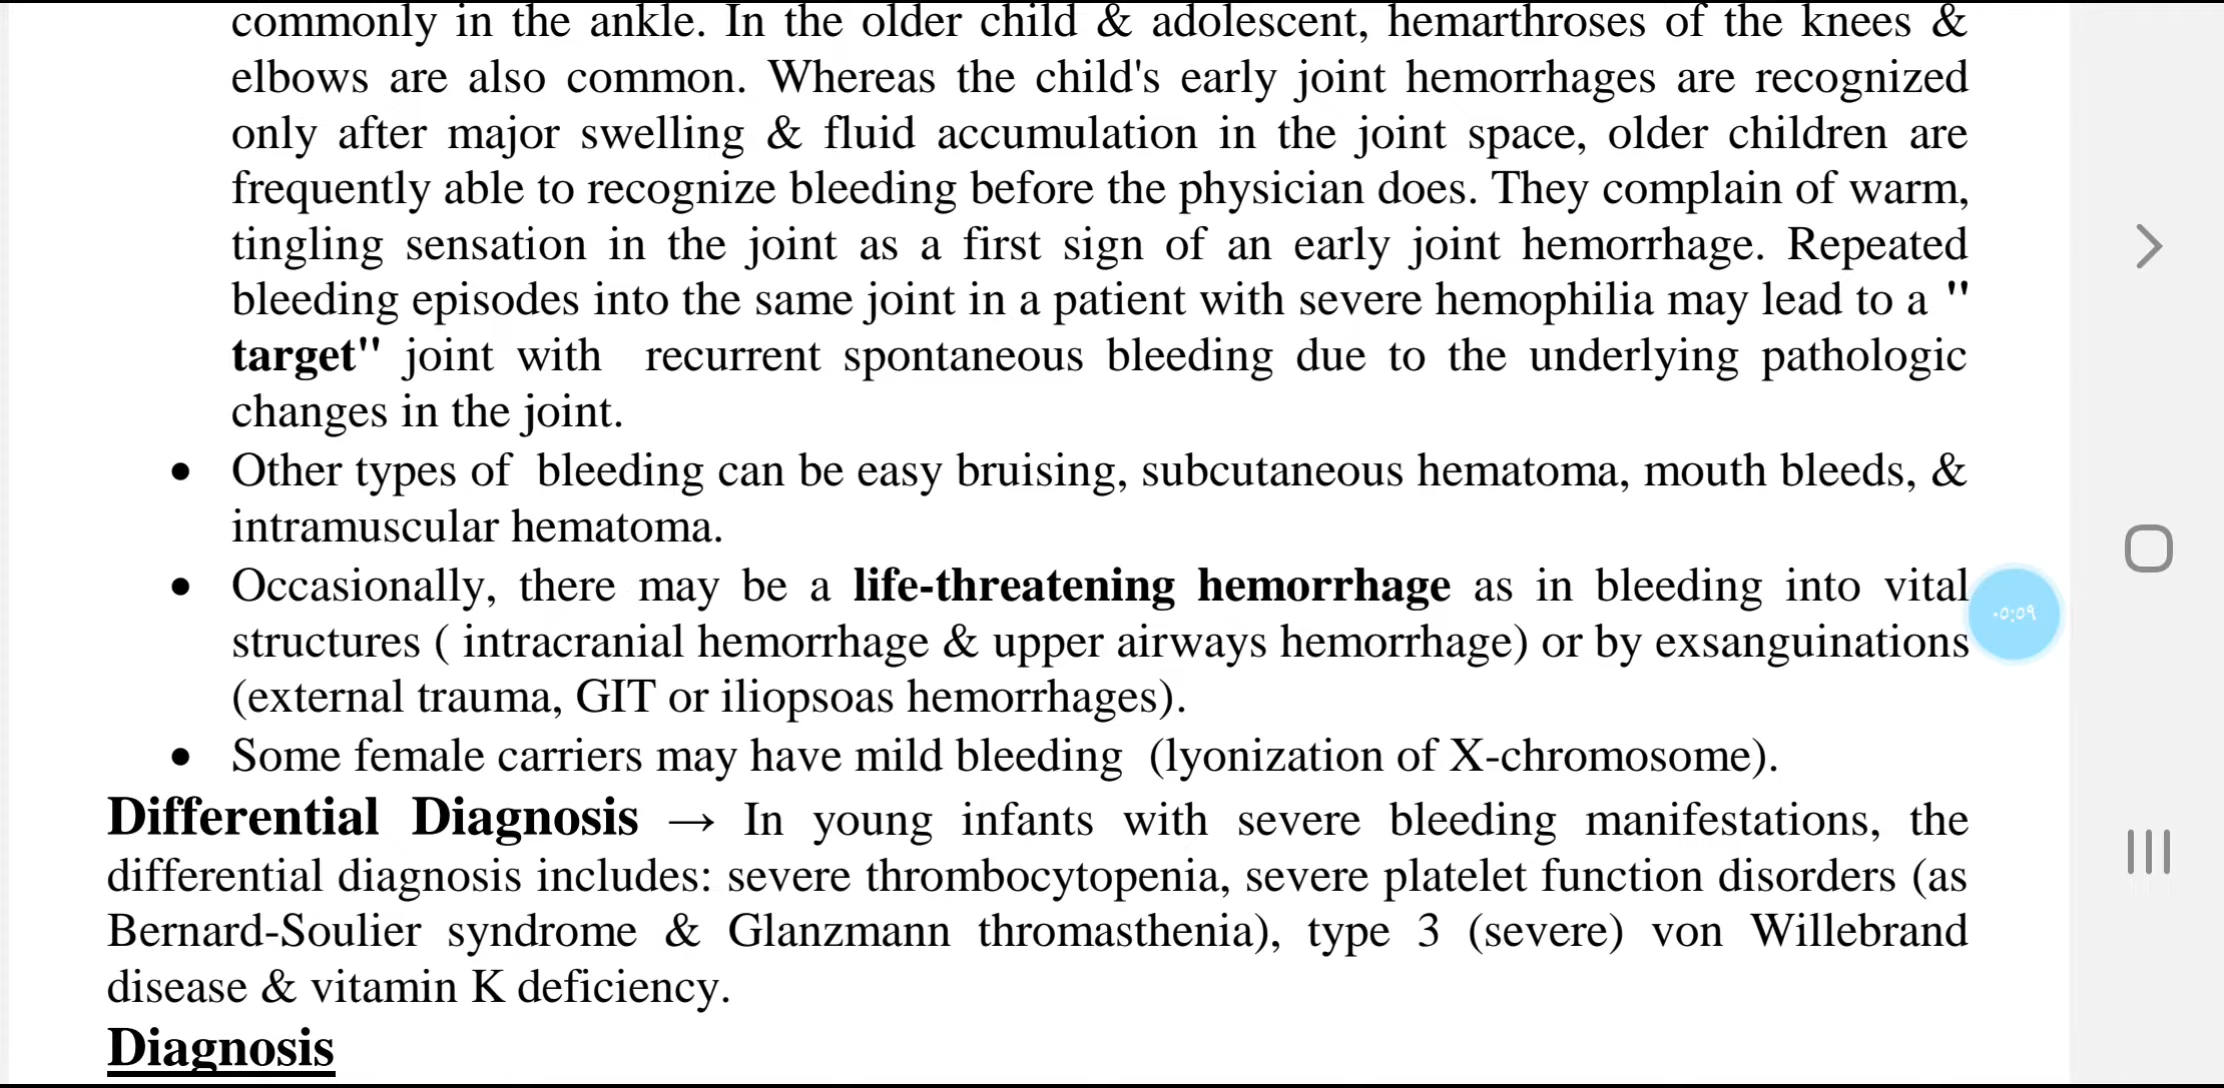 commonly in the ankle. In the older child & adolescent, hemarthroses of the knees &
elbows are also common. Whereas the child's early joint hemorrhages are recognized
only after major swelling & fluid accumulation in the joint space, older children are
frequently able to recognize bleeding before the physician does. They complain of warm,
tingling sensation in the joint as a first sign of an early joint hemorrhage. Repeated
bleeding episodes into the same joint in a patient with severe hemophilia may lead to a "
target" joint with recurrent spontaneous bleeding due to the underlying pathologic
changes in the joint.
• Other types of bleeding can be easy bruising, subcutaneous hematoma, mouth bleeds, &
intramuscular hematoma.
• Occasionally, there may be a life-threatening hemorrhage as in bleeding into vital
structures ( intracranial hemorrhage & upper airways hemorrhage) or by exsanguinations
(external trauma, GIT or iliopsoas hemorrhages).
• Some female carriers may have mild bleeding (lyonization of X-chromosome).
Differential Diagnosis → In young infants with severe bleeding manifestations, the
differential diagnosis includes: severe thrombocytopenia, severe platelet function disorders (as
Bernard-Soulier syndrome & Glanzmann thromasthenia), type 3 (severe) von Willebrand
disease & vitamin K deficiency.
Diagnosis
-0:09